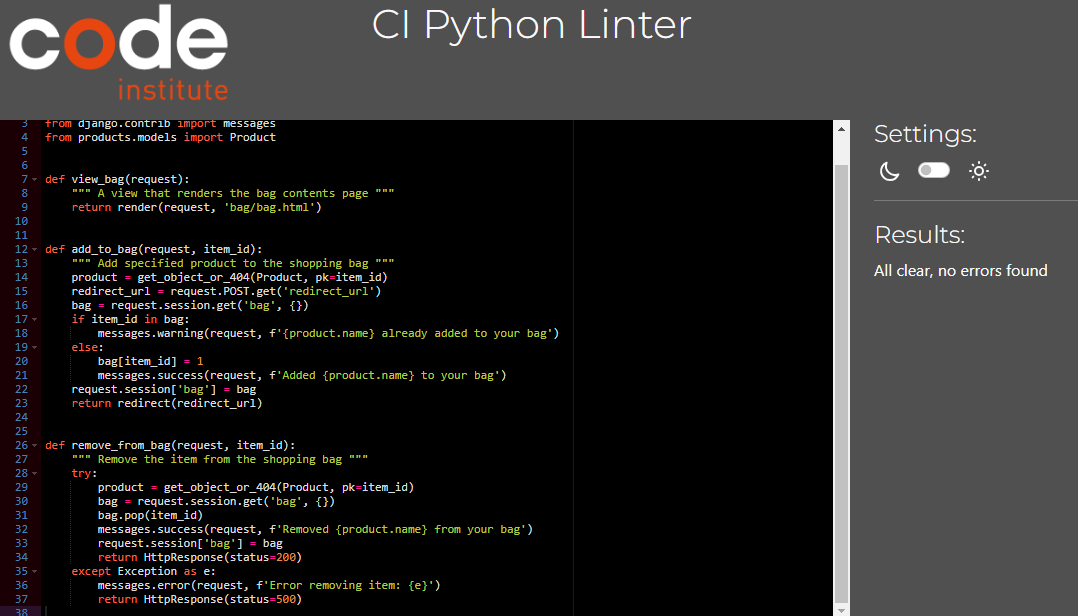 code
institute
CI Python Linter
3 from django.contrib import messages
4 from products.models import Product
5
6
7 def view_bag(request):
8     """ A view that renders the bag contents page """
9     return render(request, 'bag/bag.html')
10
11
12 def add_to_bag(request, item_id):
13     """ Add specified product to the shopping bag """
14     product = get_object_or_404(Product, pk=item_id)
15     redirect_url = request.POST.get('redirect_url')
16     bag = request.session.get('bag', {})
17     if item_id in bag:
18         messages.warning(request, f'{product.name} already added to your bag')
19     else:
20         bag[item_id] = 1
21         messages.success(request, f'Added {product.name} to your bag')
22     request.session['bag'] = bag
23     return redirect(redirect_url)
24
25
26 def remove_from_bag(request, item_id):
27     """ Remove the item from the shopping bag """
28     try:
29         product = get_object_or_404(Product, pk=item_id)
30         bag = request.session.get('bag', {})
31         bag.pop(item_id)
32         messages.success(request, f'Removed {product.name} from your bag')
33         request.session['bag'] = bag
34         return HttpResponse(status=200)
35     except Exception as e:
36         messages.error(request, f'Error removing item: {e}')
37         return HttpResponse(status=500)
38
Settings:
Results:
All clear, no errors found